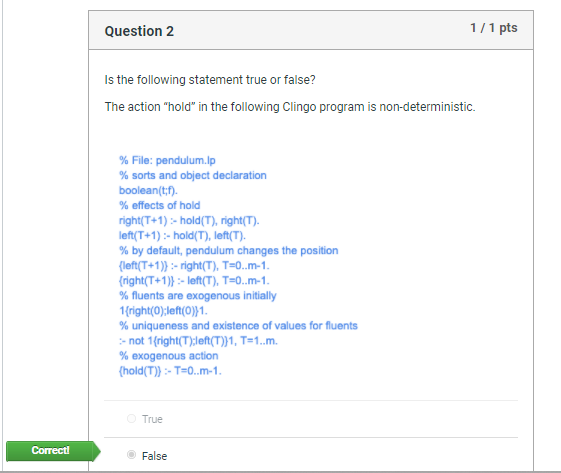 Question 2
1 / 1 pts
Is the following statement true or false?
The action “hold” in the following Clingo program is non-deterministic.
% File: pendulum.lp
% sorts and object declaration
boolean(t;f).
% effects of hold
right(T+1) :- hold(T), right(T).
left(T+1) :- hold(T), left(T).
% by default, pendulum changes the position
{left(T+1)} :- right(T), T=0..m-1.
{right(T+1)} :- left(T), T=0..m-1.
% fluents are exogenous initially
1{right(0);left(0)}1.
% uniqueness and existence of values for fluents
:- not 1{right(T);left(T)}1, T=1..m.
% exogenous action
{hold(T)} :- T=0..m-1.
True
Correct!
False